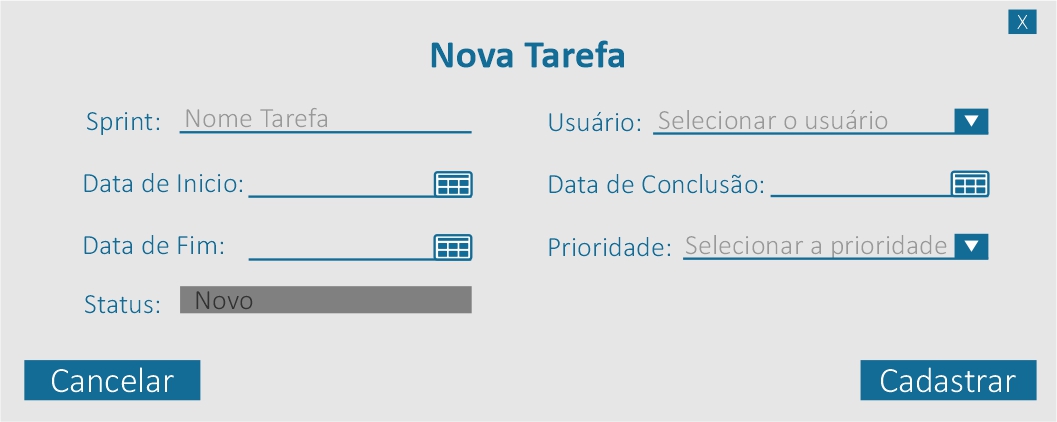 X
Nova Tarefa
Sprint: Nome Tarefa
Usuário: Selecionar o usuário
Data de Inicio:
Data de Conclusão:
Data de Fim:
Prioridade: Selecionar a prioridade
Status: Novo
Cancelar
Cadastrar